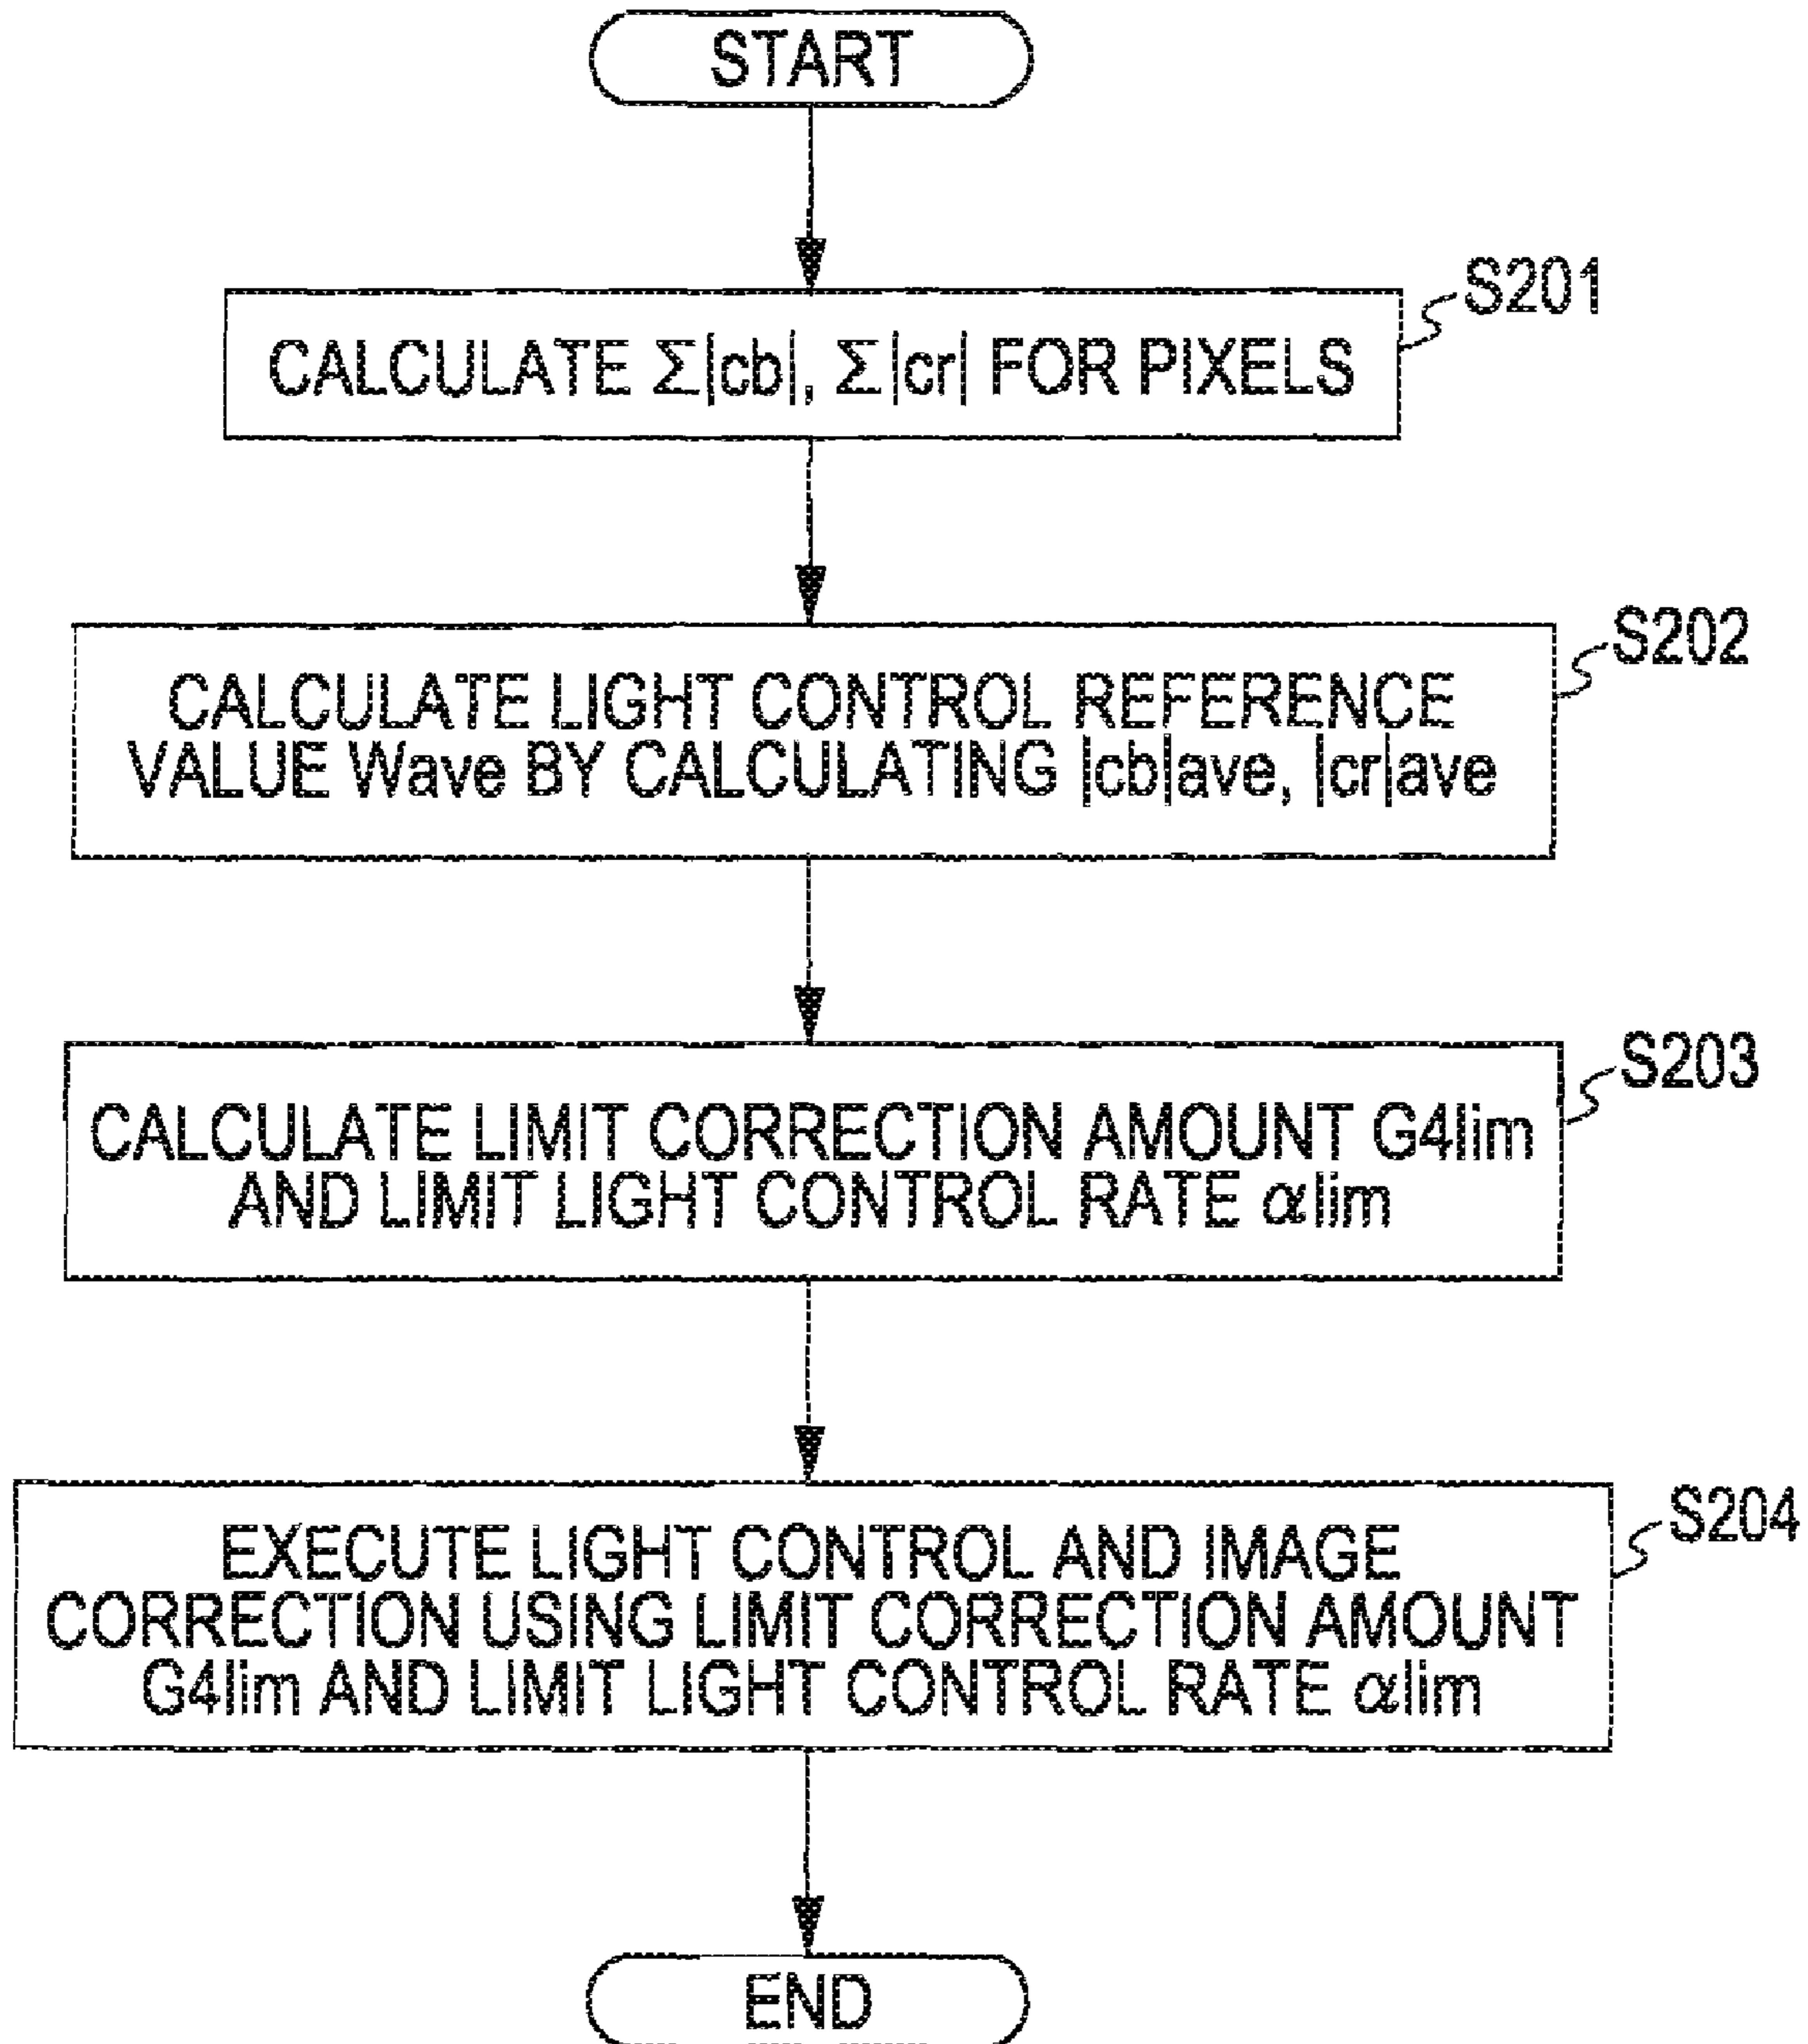 START
S201
CALCULATE Σ|cb|, Σ|cr| FOR PIXELS
S202
CALCULATE LIGHT CONTROL REFERENCE
VALUE Wave BY CALCULATING |cb|ave, |cr|ave
S203
CALCULATE LIMIT CORRECTION AMOUNT G4lim
AND LIMIT LIGHT CONTROL RATE αlim
S204
EXECUTE LIGHT CONTROL AND IMAGE
CORRECTION USING LIMIT CORRECTION AMOUNT
G4lim AND LIMIT LIGHT CONTROL RATE αlim
END